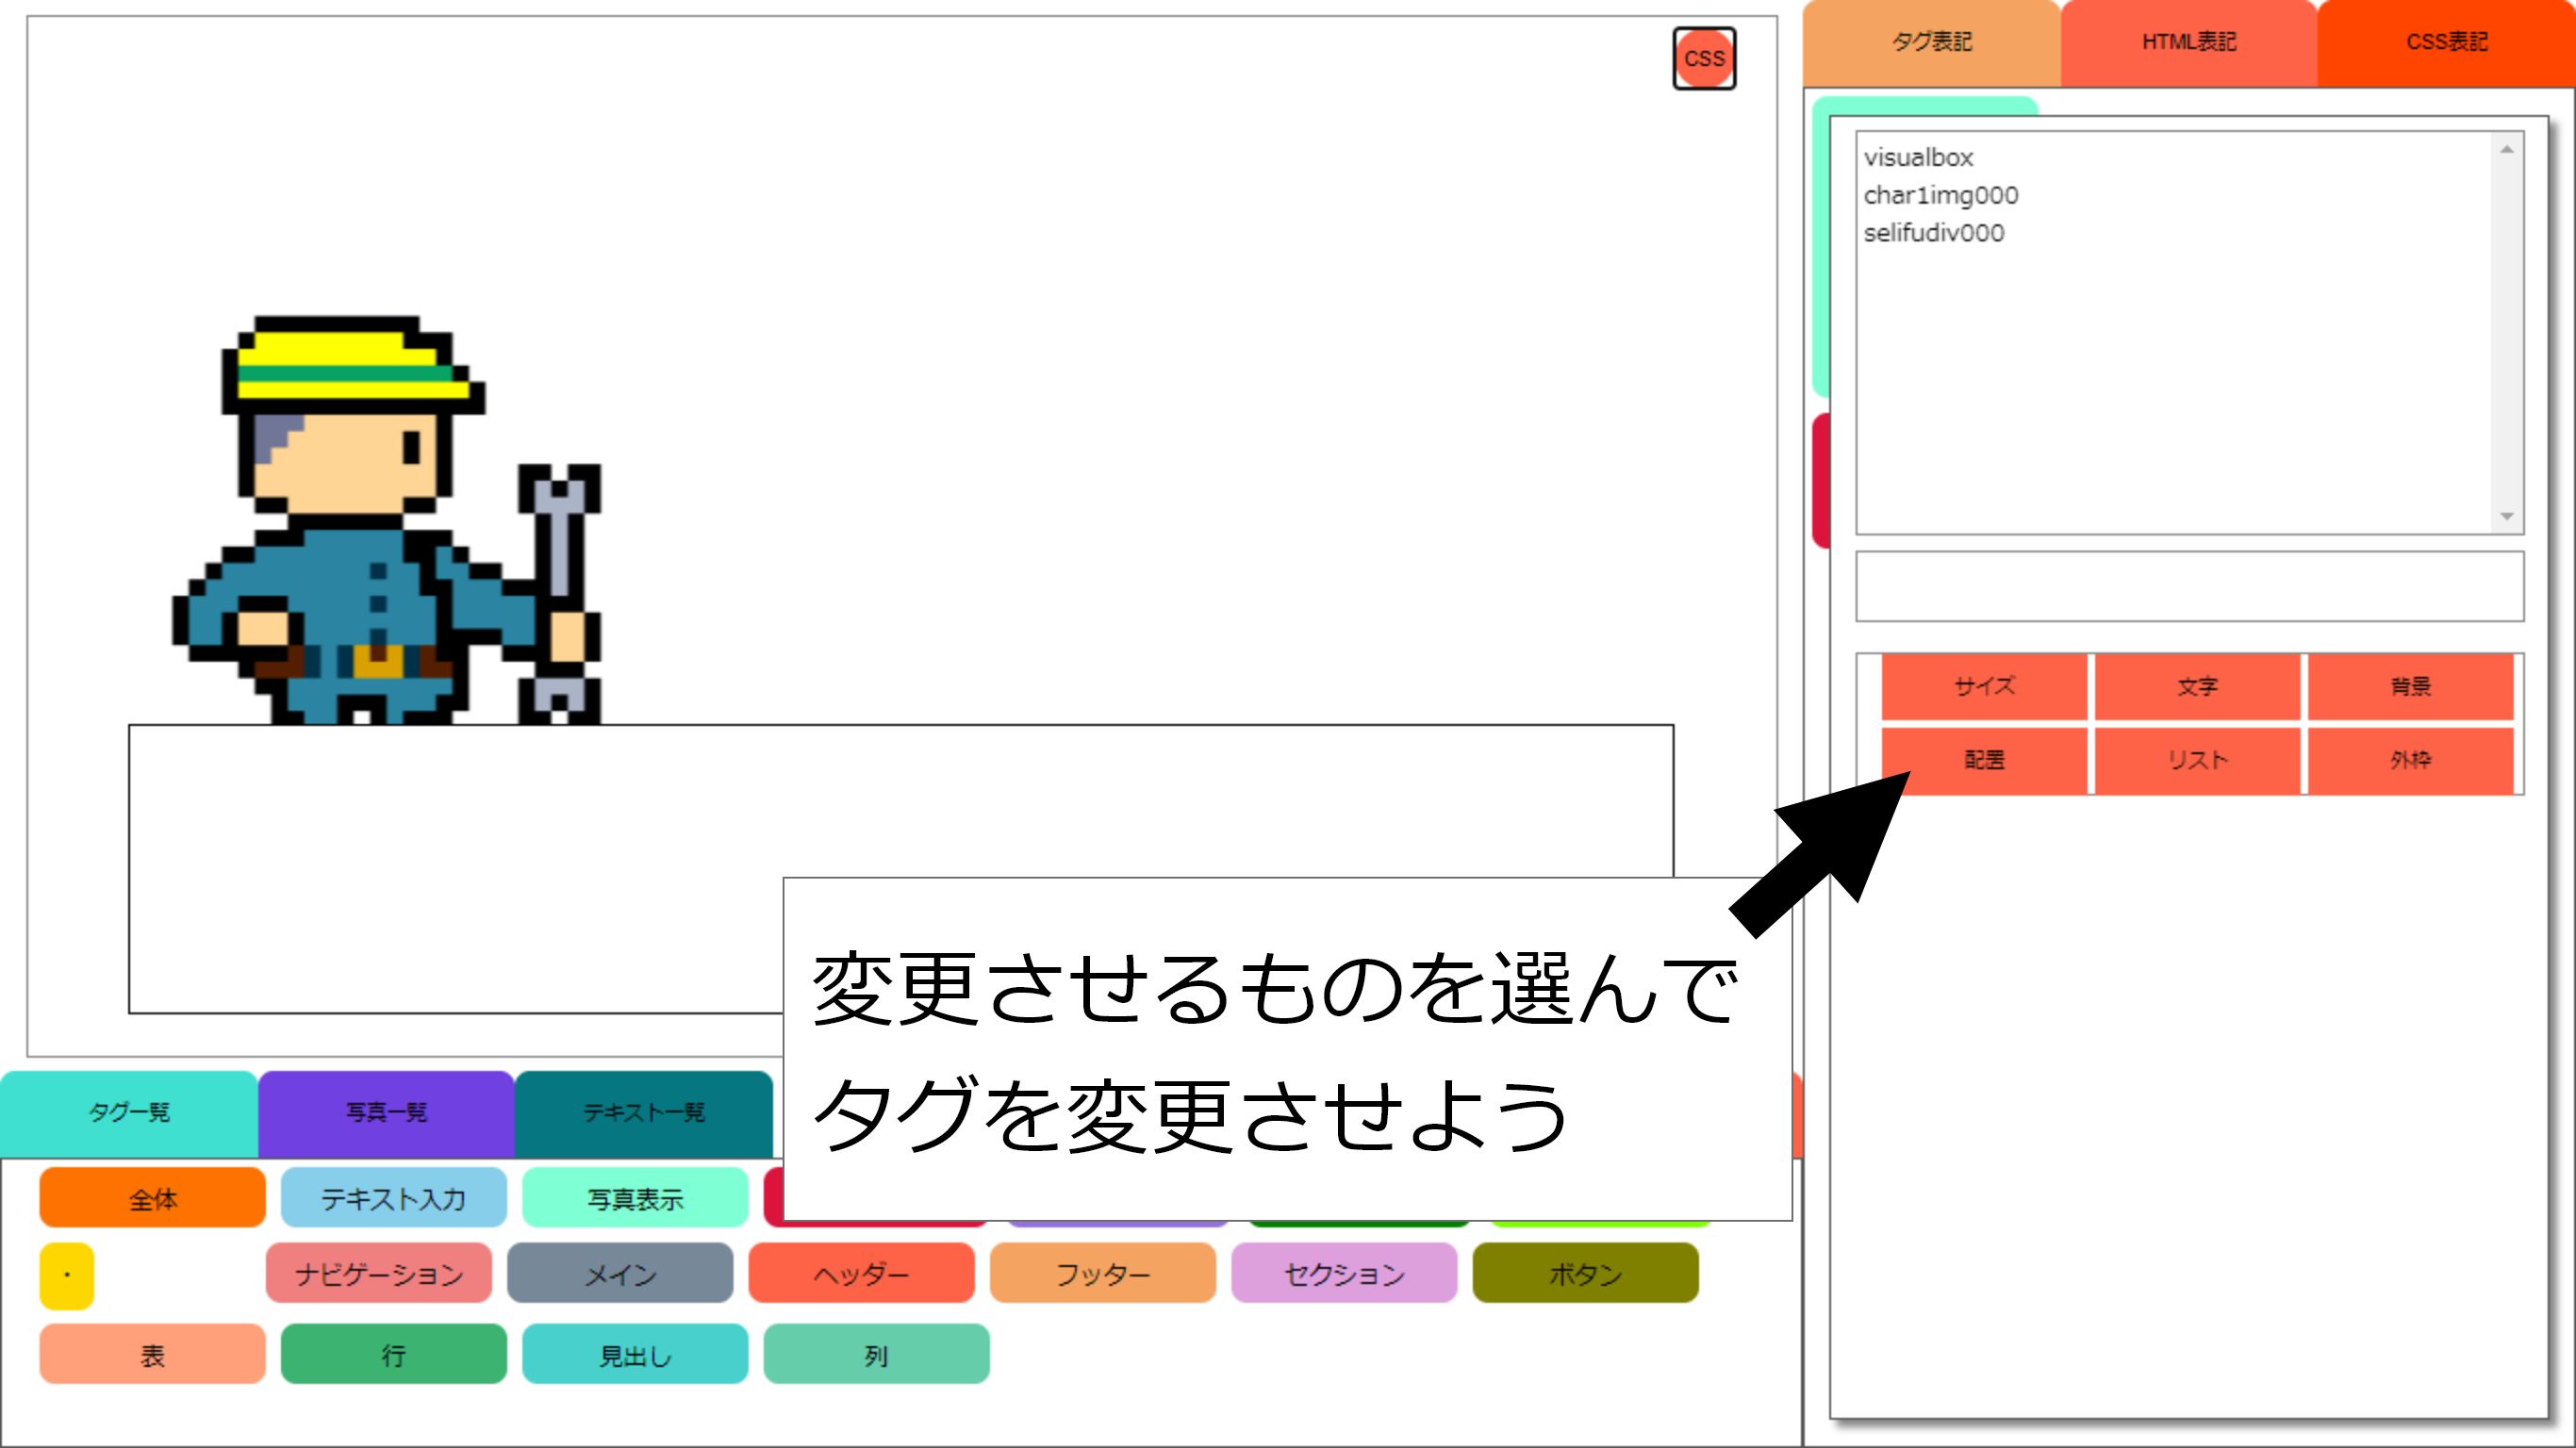 CSS
タグ表記
HTML表記
CSS表記
visualbox
char1img000
selifudiv000
サイズ
文字
背景
配置
リスト
外枠
変更させるものを選んで
タグを変更させよう
タグ一覧
写真一覧
テキスト一覧
全体
テキスト入力
写真表示
・
ナビゲーション
メイン
ヘッダー
フッター
セクション
ボタン
表
行
見出し
列